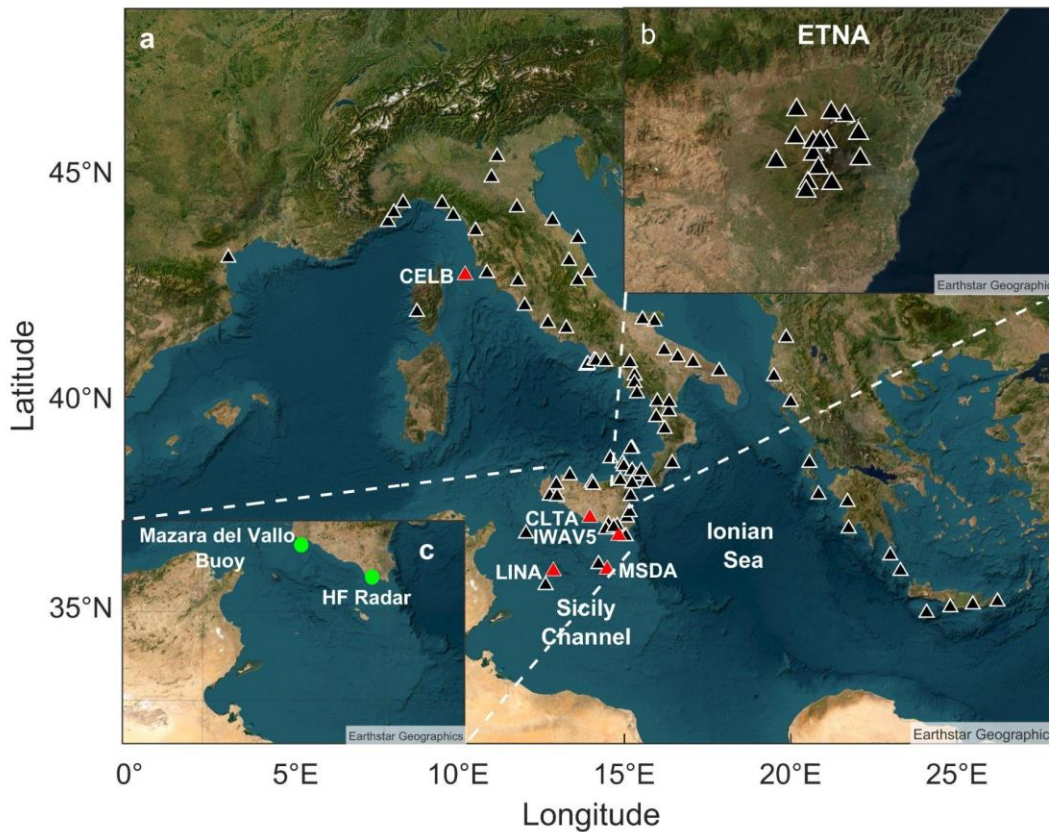 a
b
ETNA
Earthstar Geographics
45°N
40°N
35°N
Latitude
CELB
CLTA
IWAV5
LINA
MSDA
Ionian
Sea
Sicily
Channel
c
Mazara del Vallo
Buoy
HF Radar
Earthstar Geographics
Earthstar Geographics
0°
5°E
10°E
15°E
20°E
25°E
Longitude